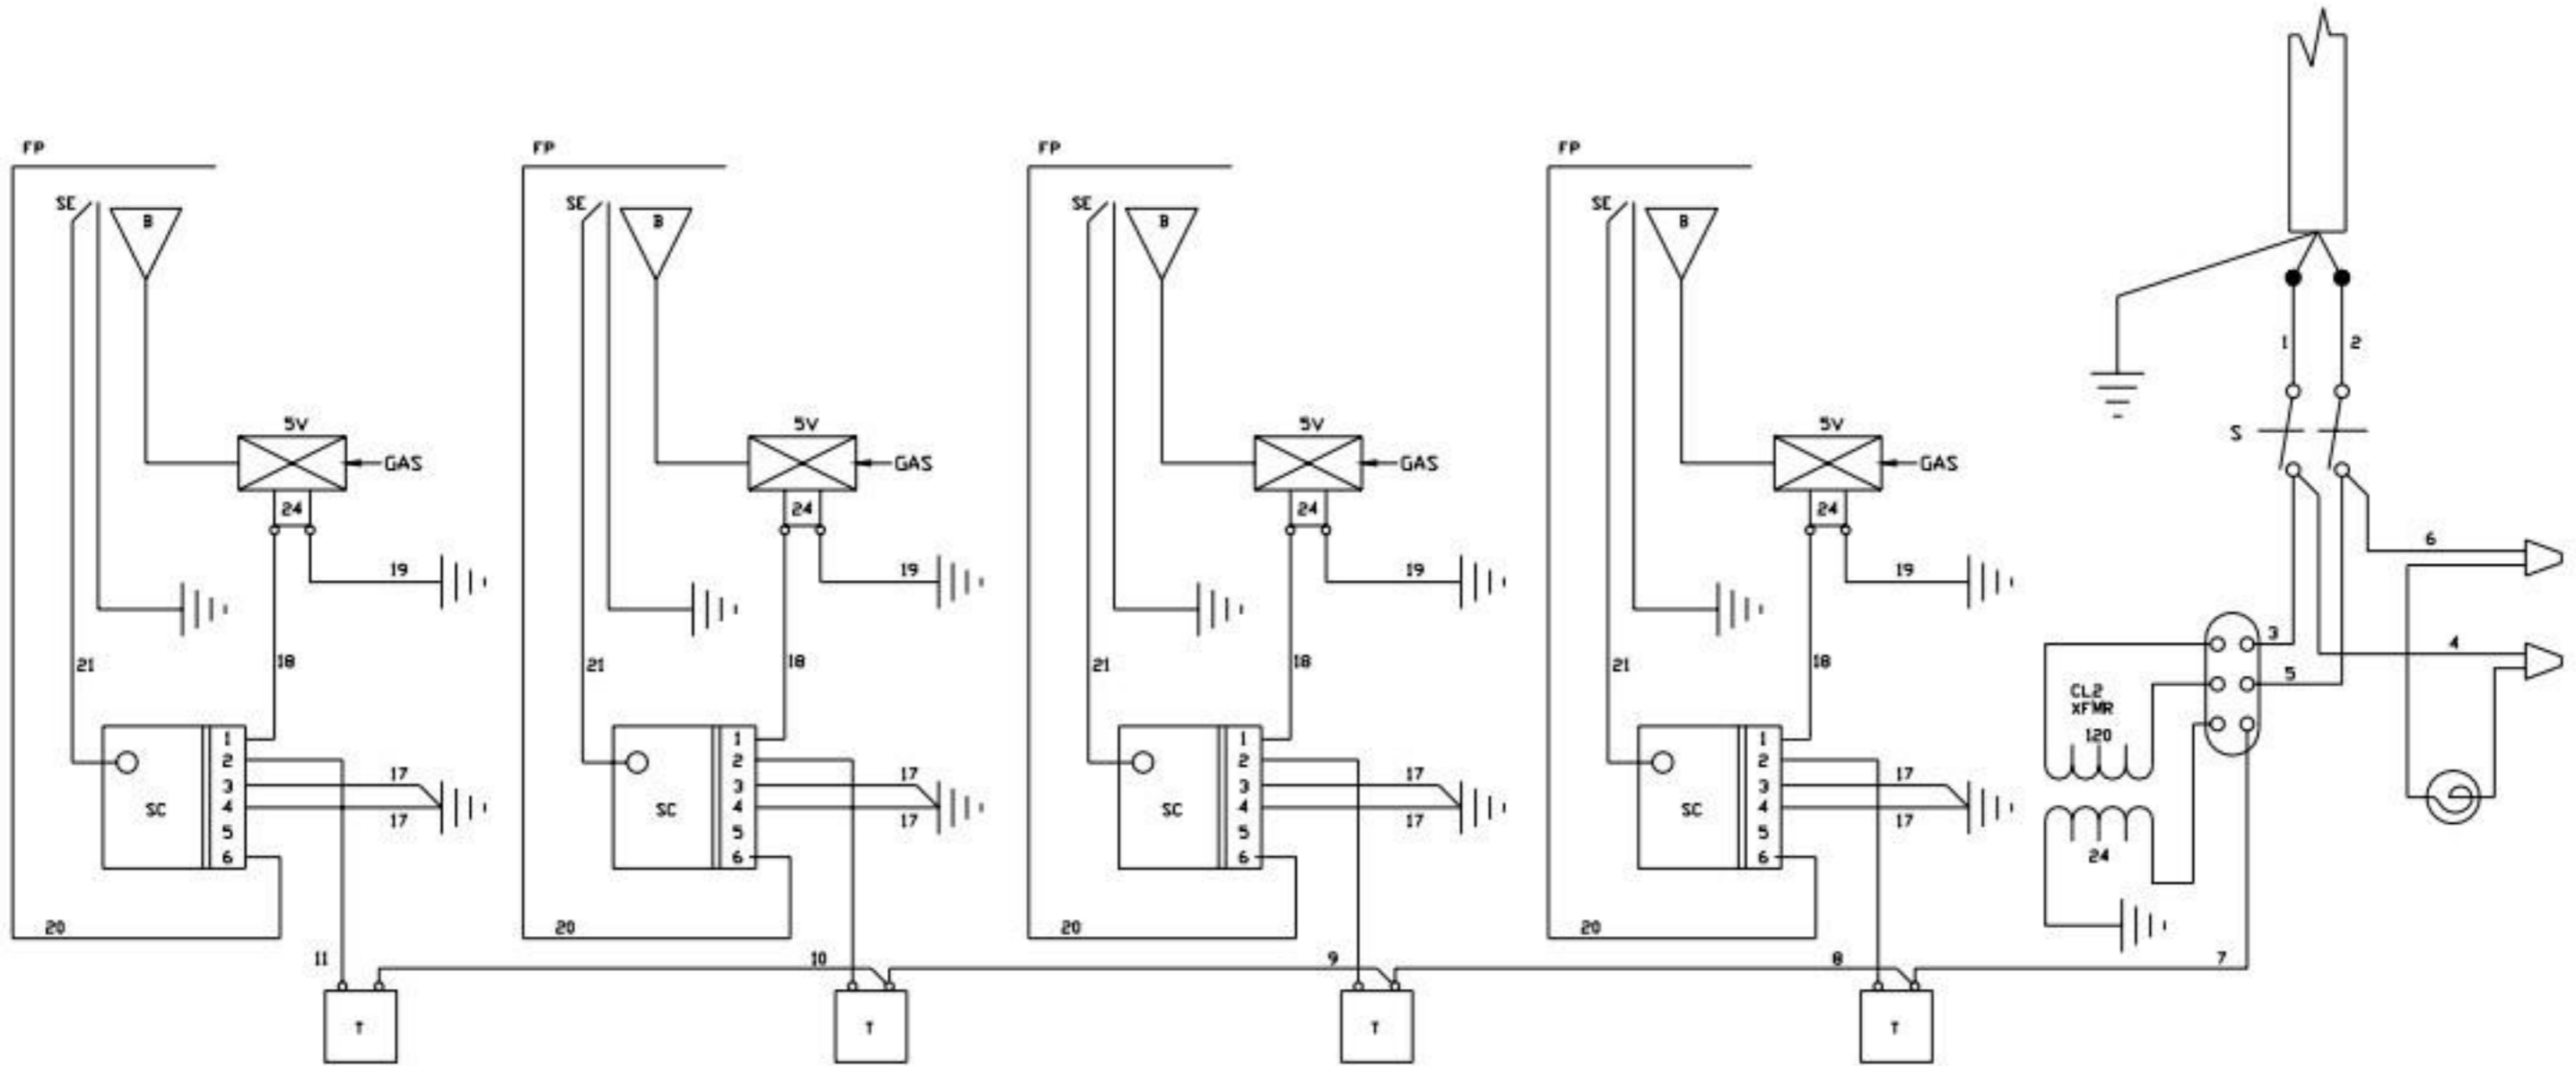 FP FP FP FP
SE B SE B SE B SE B
1 2
5V 5V 5V 5V
S
GAS GAS GAS GAS
24 24 24 24
6
19 19 19 19
3
4
21 18 21 18 21 18 21 18
5
CL2
XFMR
120
1 1 1 1
2 2 2 2
3 17 3 17 3 17 3 17
SC 4 SC 4 SC 4 SC 4
17 17 17 17
5 5 5 5
6 6 6 6
24
20 20 20 20
11 10 9 8 7
T T T T